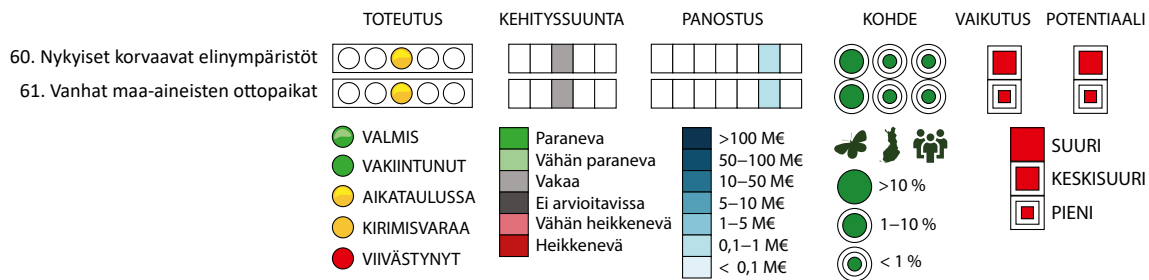 TOTEUTUS KEHITYSSUUNTA PANOSTUS KOHDE VAIKUTUS POTENTIAALI
60. Nykyiset korvaavat elinympäristöt
61. Vanhat maa-aineisten ottopaikat
VALMIS
VAKIINTUNUT
AIKATAULUSSA
KIRIMISVARAA
VIIVÄSTYNYT
Paraneva
Vähän paraneva
Vakaa
Ei arvioitavissa
Vähän heikkenevä
Heikkenevä
>100 M€
50–100 M€
10–50 M€
5–10 M€
1–5 M€
0,1–1 M€
< 0,1 M€
>10 %
1–10 %
< 1 %
SUURI
KESKISUURI
PIENI